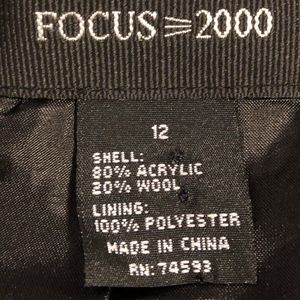 FOCUS⩾2000
12
SHELL:
80% ACRYLIC
20% WOOL
LINING:
100% POLYESTER
MADE IN CHINA
RN: 74593